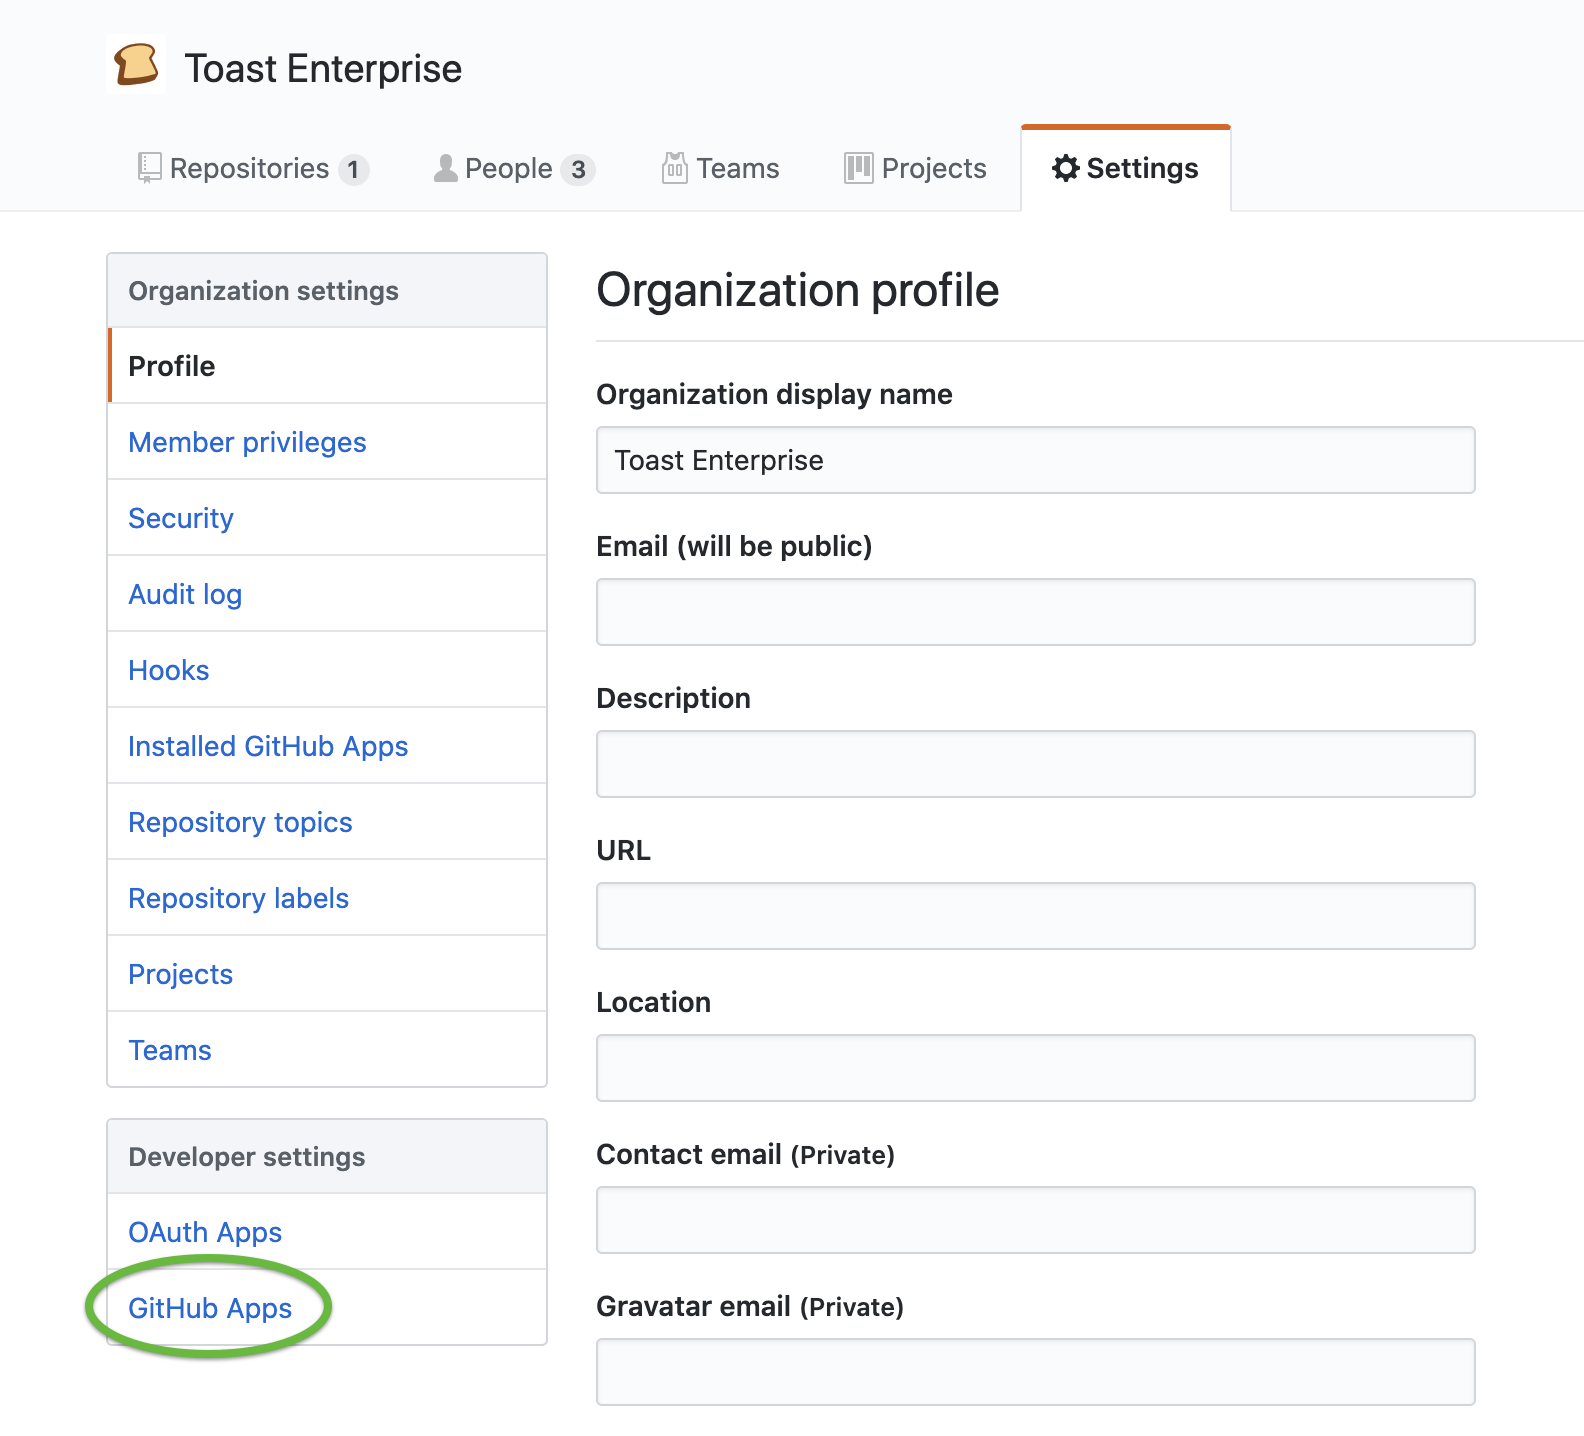 Toast Enterprise
Repositories 1 People 3 Teams Projects Settings
Organization settings
Profile
Member privileges
Security
Audit log
Hooks
Installed GitHub Apps
Repository topics
Repository labels
Projects
Teams
Developer settings
OAuth Apps
GitHub Apps
Organization profile
Organization display name
Toast Enterprise
Email (will be public)
Description
URL
Location
Contact email (Private)
Gravatar email (Private)